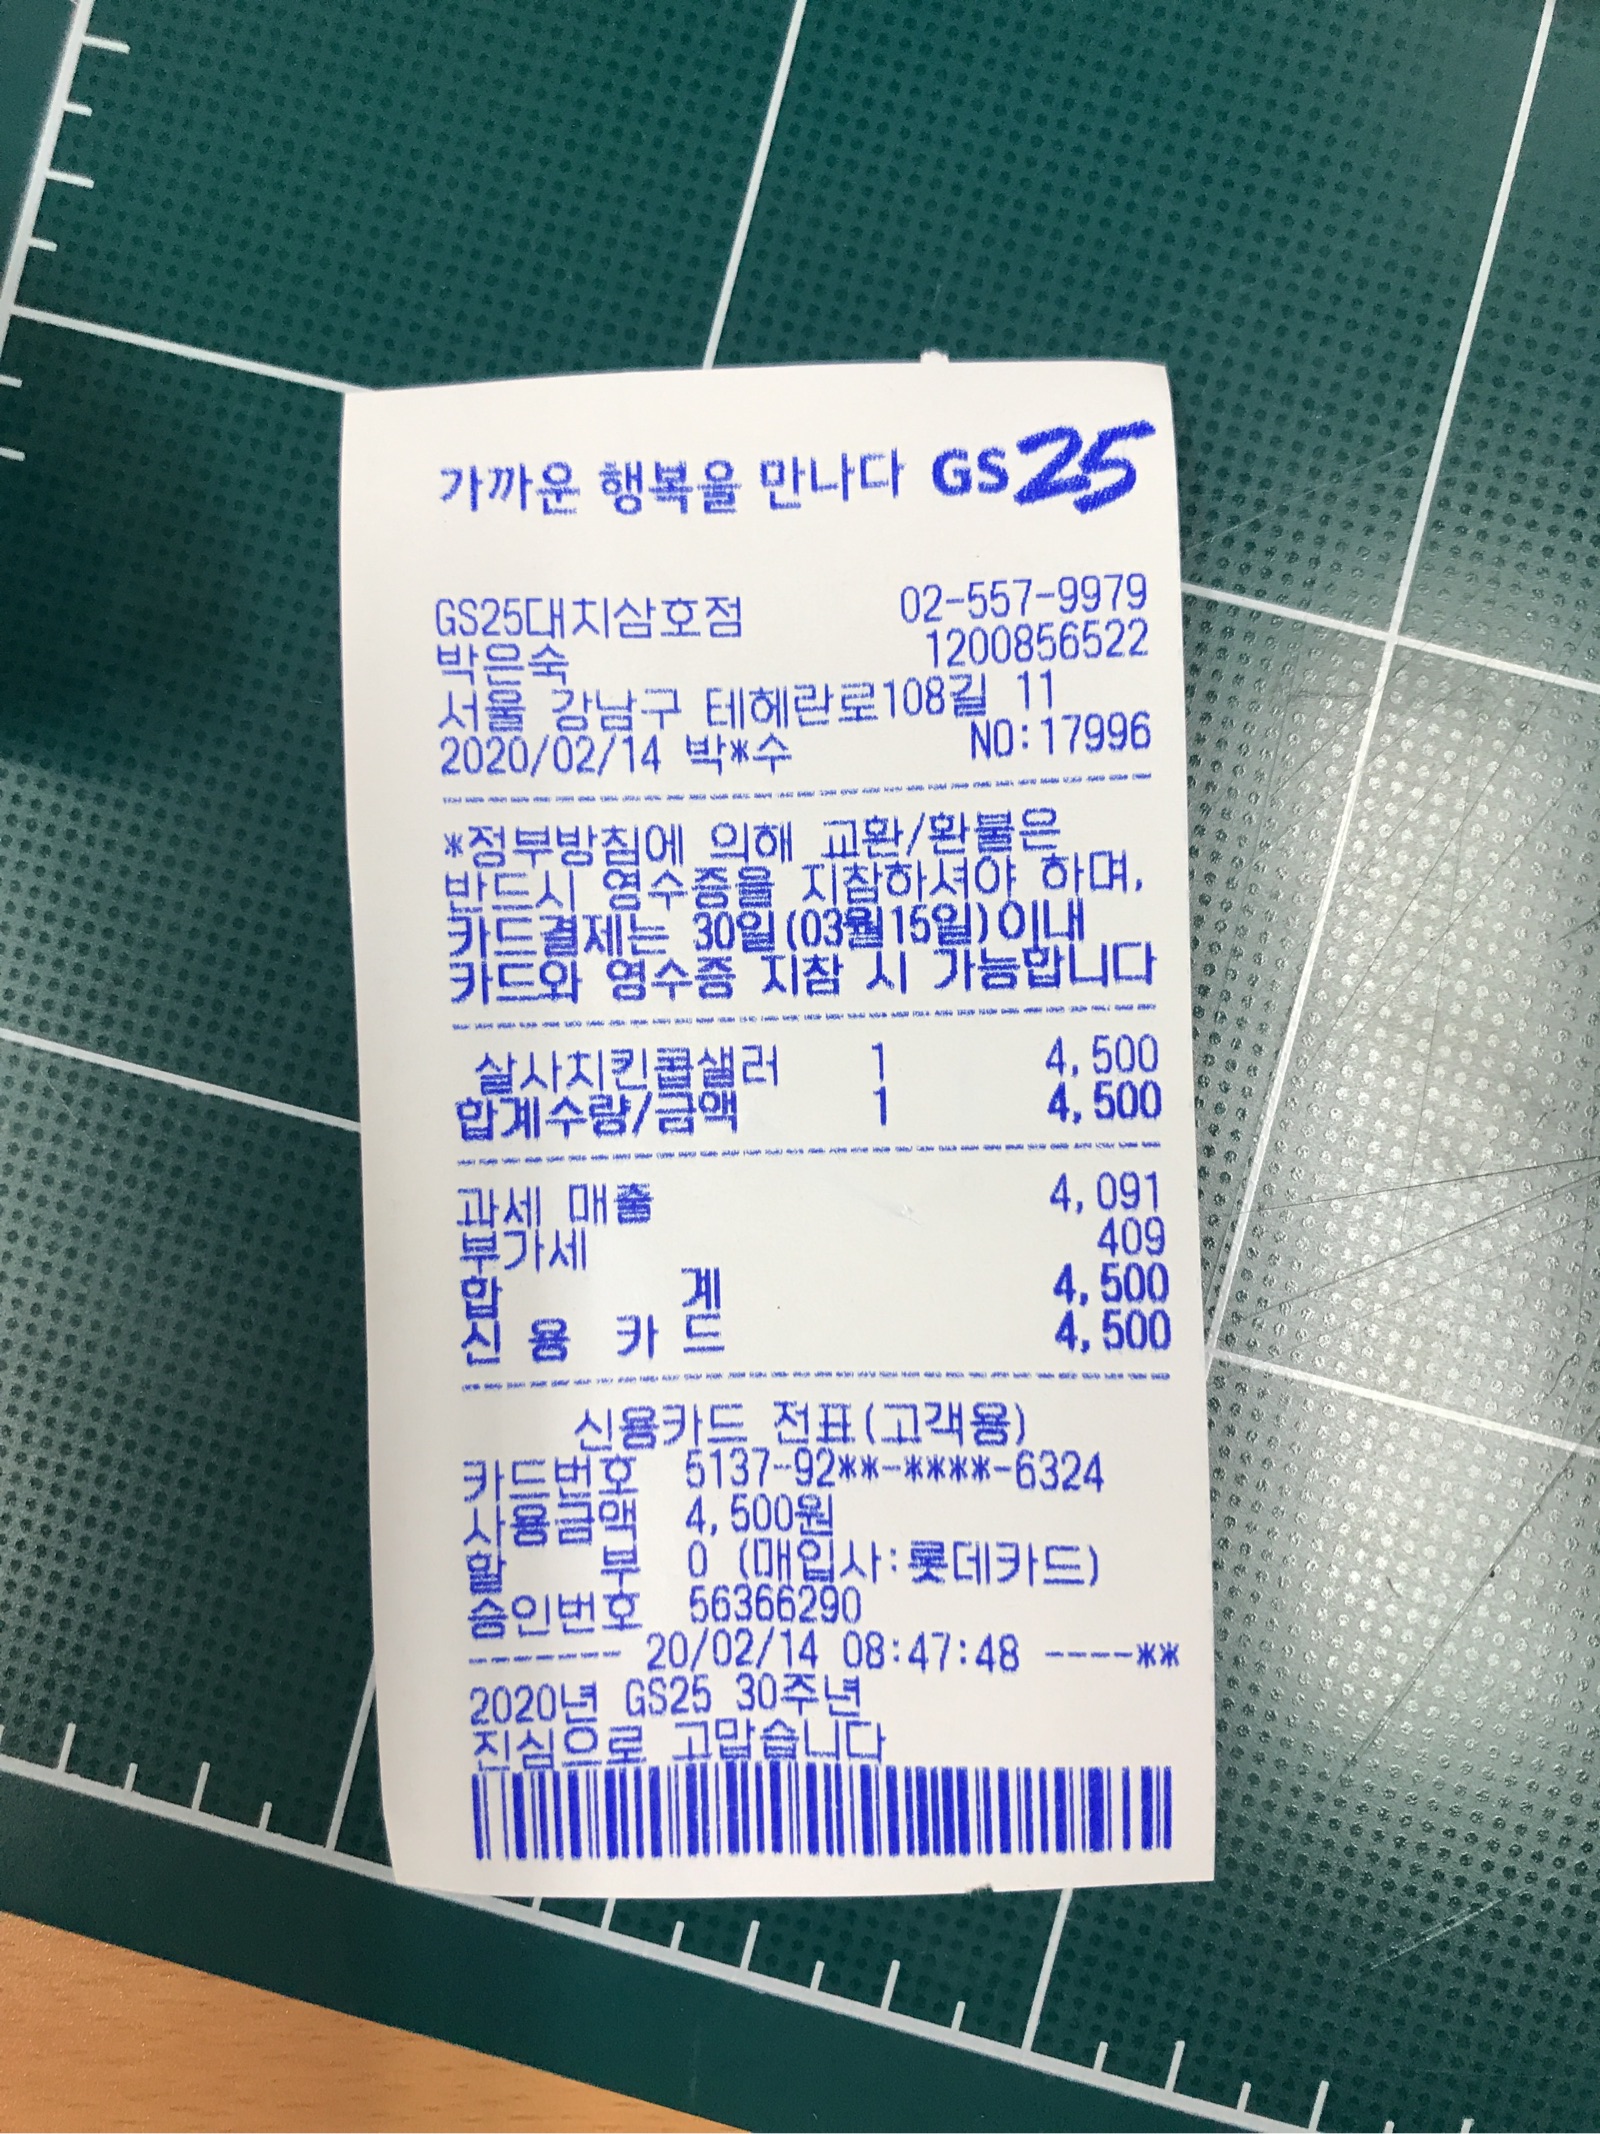 가까운 행복을 만나다 GS25
GS25대치삼호점 02-557-9979
박은숙 1200856522
서울 강남구 테헤란로108길 11
2020/02/14 박*수 NO:17996
*정부방침에 의해 교환/환불은
반드시 영수증을 지참하셔야 하며,
카드결제는 30일(03월15일)이내
카드와 영수증 지참 시 가능합니다
살사치킨콥샐러 1 4,500
합계수량/금액 1 4,500
과세 매출 4,091
부가세 409
합 계 4,500
신 용 카 드 4,500
신용카드 전표(고객용)
카드번호 5137-92**-****-6324
사용금액 4,500원
할 부 0 (매입사:롯데카드)
승인번호 56366290
------- 20/02/14 08:47:48 ----**
2020년 GS25 30주년
진심으로 고맙습니다